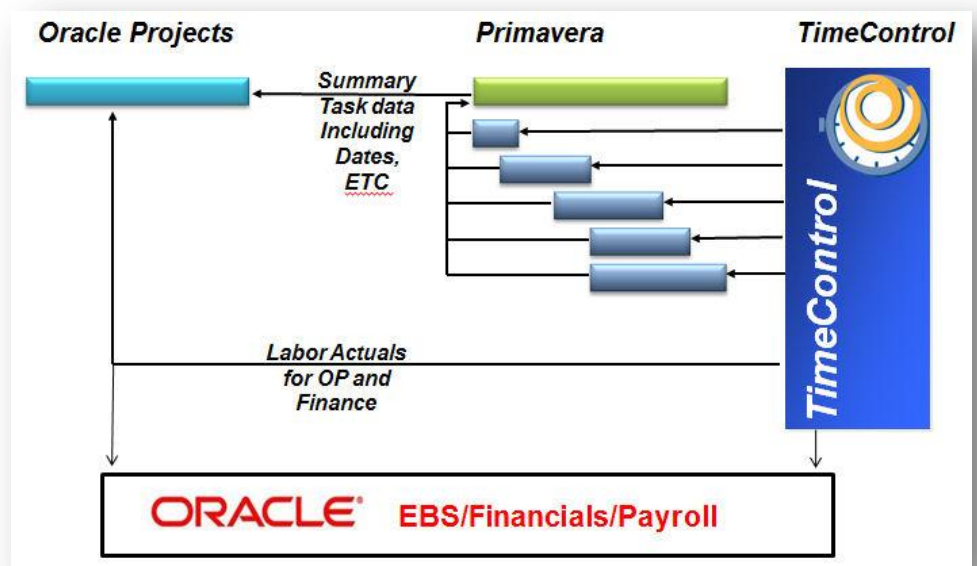 Oracle Projects
Primavera
TimeControl
Summary
Task data
Including
Dates,
ETC
TimeControl
Labor Actuals
for OP and
Finance
ORACLE® EBS/Financials/Payroll